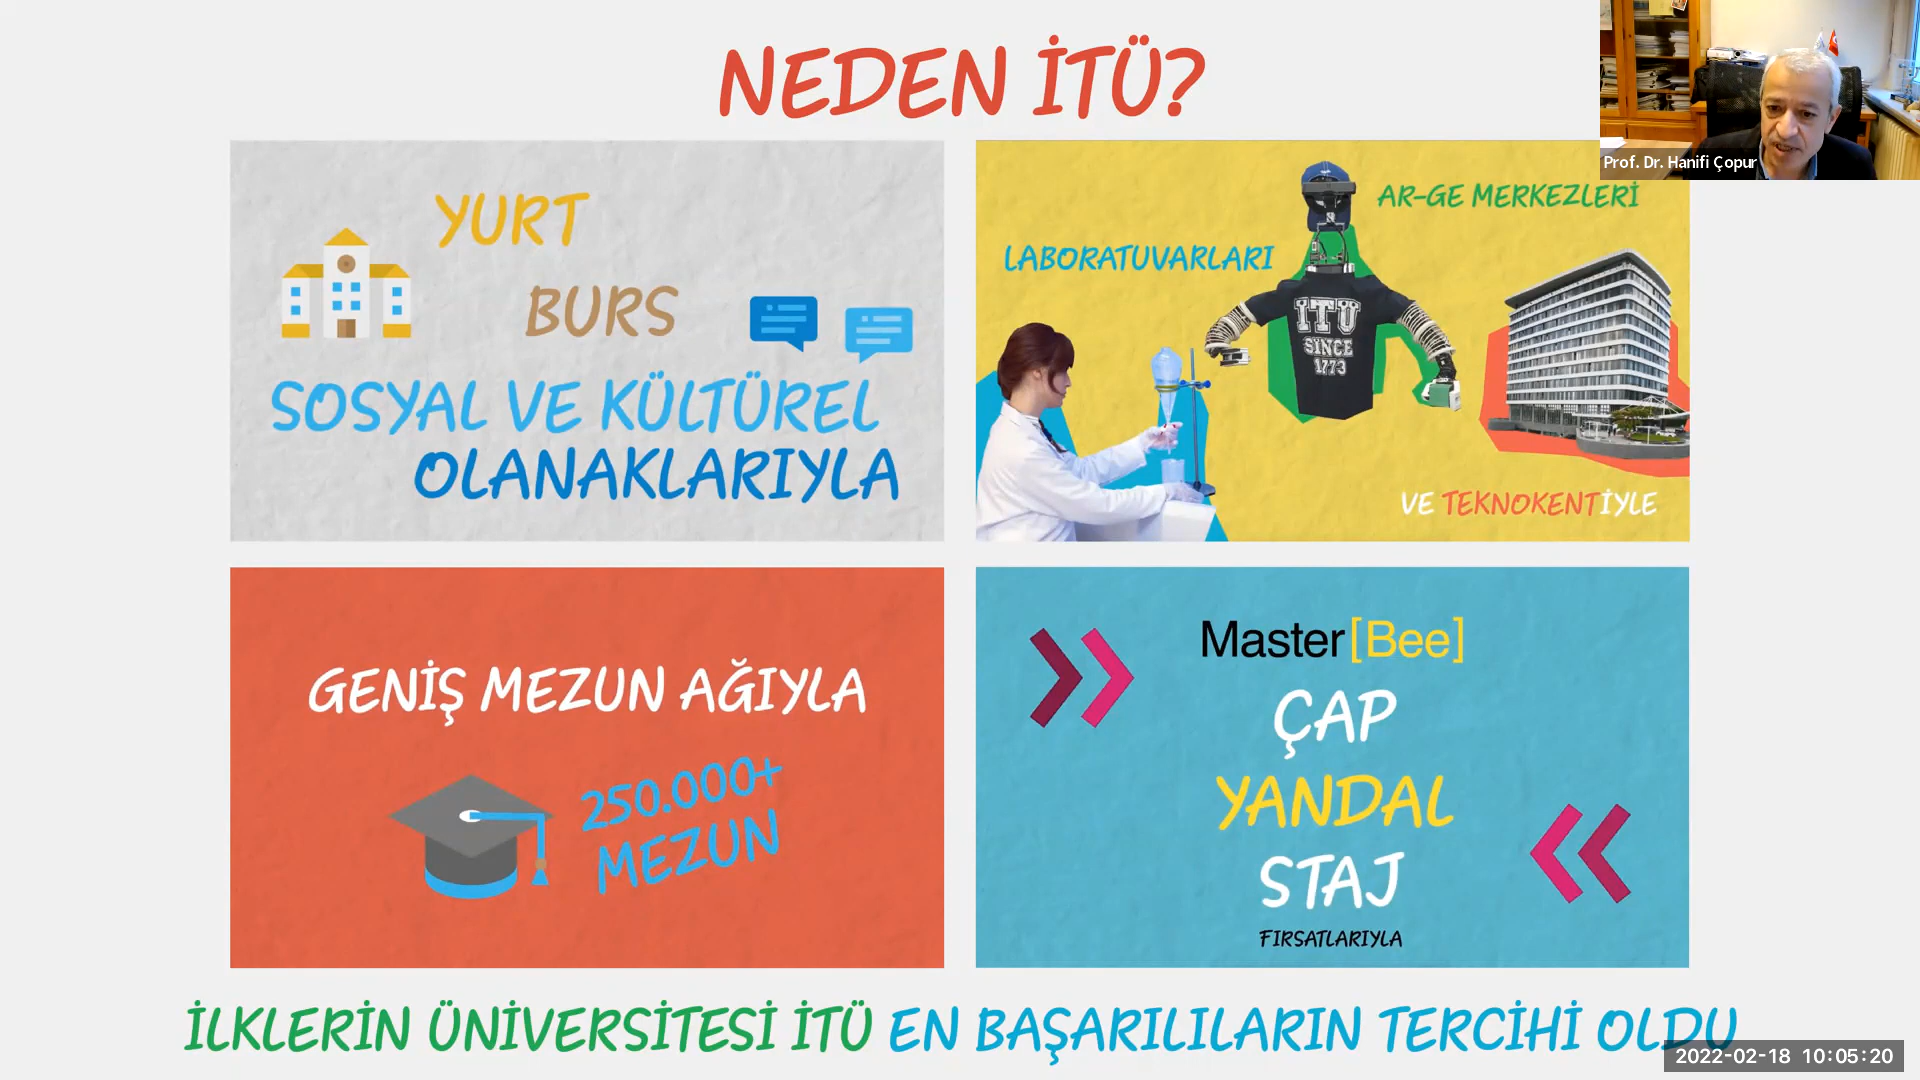 NEDEN İTÜ?
Prof. Dr. Hanifi Çopur
YURT
BURS
SOSYAL VE KÜLTÜREL
OLANAKLARIYLA
LABORATUVARLARI
AR-GE MERKEZLERİ
İTÜ
SINCE
1773
VE TEKNOKENTİYLE
GENİŞ MEZUN AĞIYLA
250.000+
MEZUN
Master[Bee]
ÇAP
YANDAL
STAJ
FIRSATLARIYLA
İLKLERİN ÜNİVERSİTESİ İTÜ EN BAŞARILILARIN TERCİHİ OLDU
2022-02-18 10:05:20